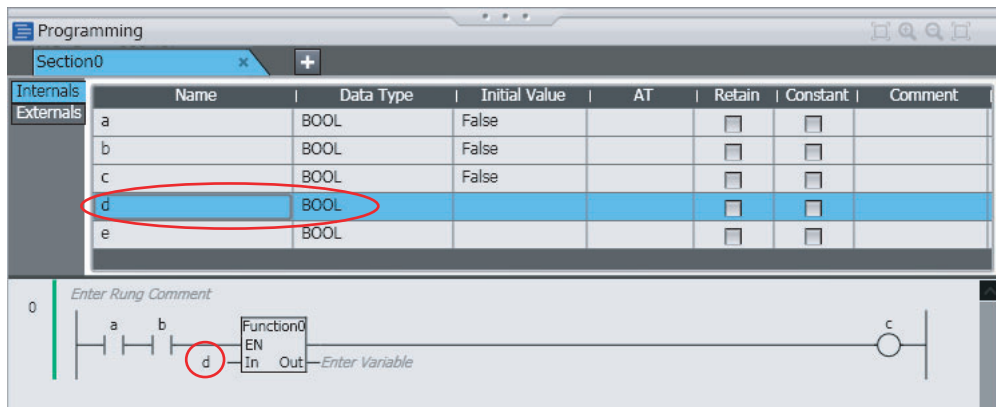 Programming
Section0
Internals
Externals
Name Data Type Initial Value AT Retain Constant Comment
a BOOL False
b BOOL False
c BOOL False
d BOOL
e BOOL
0
Enter Rung Comment
a b Function0 c
EN
d In Out Enter Variable